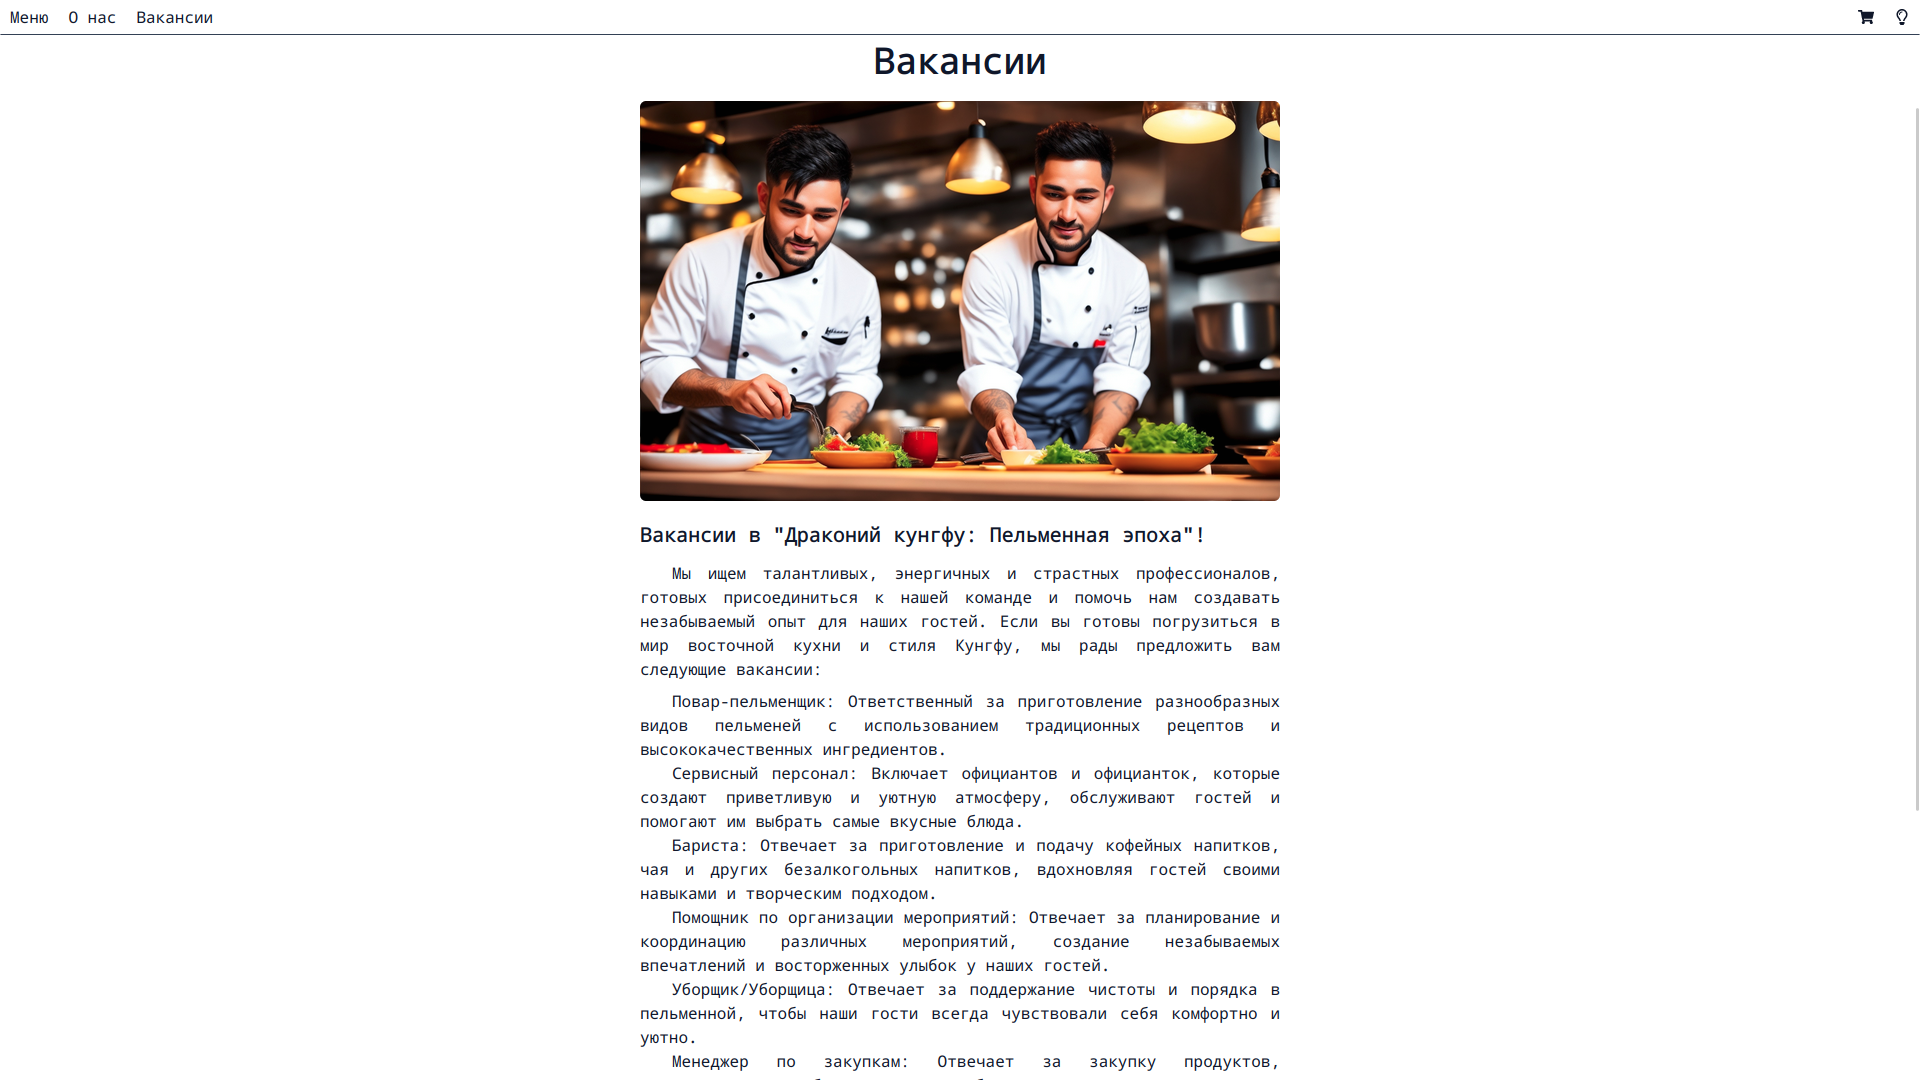 Меню О нас Вакансии
Вакансии
Вакансии в "Драконий кунгфу: Пельменная эпоха"!
Мы ищем талантливых, энергичных и страстных профессионалов,
готовых присоединиться к нашей команде и помочь нам создавать
незабываемый опыт для наших гостей. Если вы готовы погрузиться в
мир восточной кухни и стиля Кунгфу, мы рады предложить вам
следующие вакансии:
Повар-пельменщик: Ответственный за приготовление разнообразных
видов пельменей с использованием традиционных рецептов и
высококачественных ингредиентов.
Сервисный персонал: Включает официантов и официанток, которые
создают приветливую и уютную атмосферу, обслуживают гостей и
помогают им выбрать самые вкусные блюда.
Бариста: Отвечает за приготовление и подачу кофейных напитков,
чая и других безалкогольных напитков, вдохновляя гостей своими
навыками и творческим подходом.
Помощник по организации мероприятий: Отвечает за планирование и
координацию различных мероприятий, создание незабываемых
впечатлений и восторженных улыбок у наших гостей.
Уборщик/Уборщица: Отвечает за поддержание чистоты и порядка в
пельменной, чтобы наши гости всегда чувствовали себя комфортно и
уютно.
Менеджер по закупкам: Отвечает за закупку продуктов,